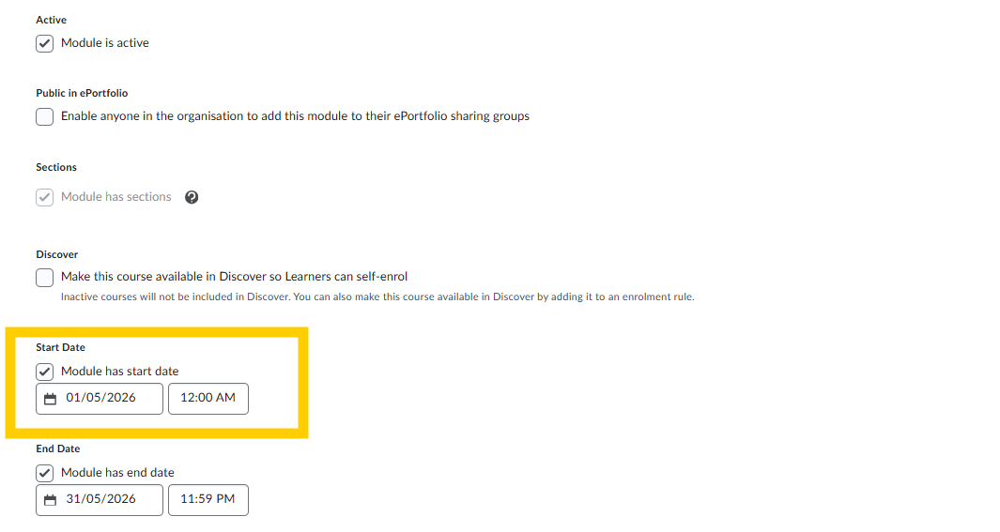 Active
Module is active
Public in ePortfolio
Enable anyone in the organisation to add this module to their ePortfolio sharing groups
Sections
Module has sections
Discover
Make this course available in Discover so Learners can self-enrol
Inactive courses will not be included in Discover. You can also make this course available in Discover by adding it to an enrolment rule.
Start Date
Module has start date
01/05/2026 12:00 AM
End Date
Module has end date
31/05/2026 11:59 PM